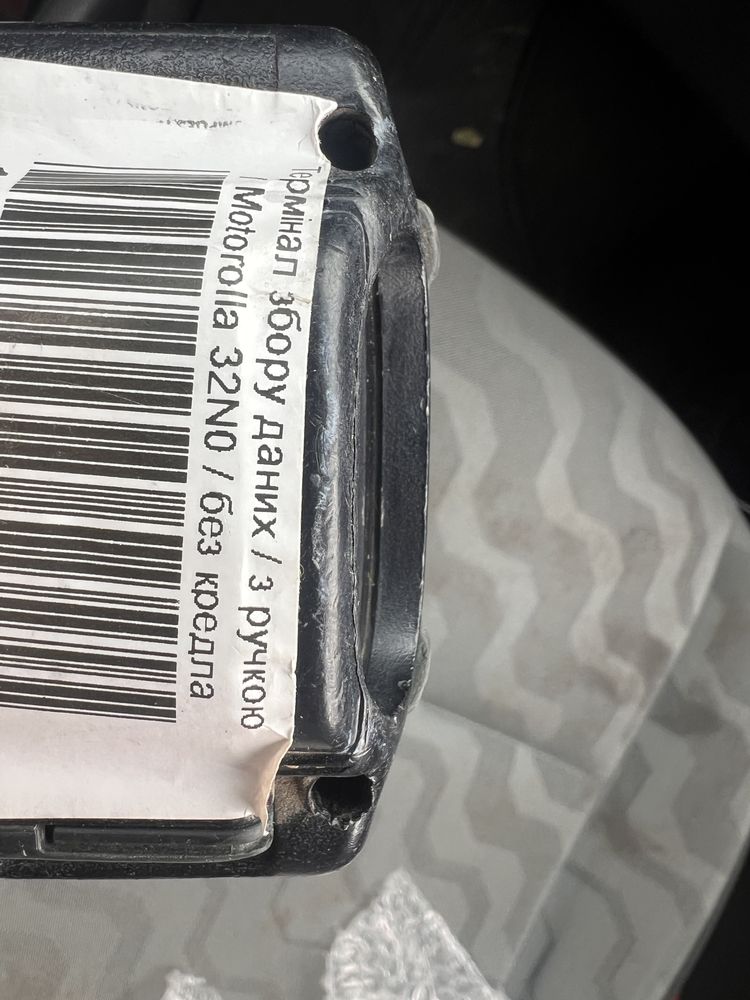 Термінал збору даних / з ручкою
/ Motorolla 32N0 / без кредла